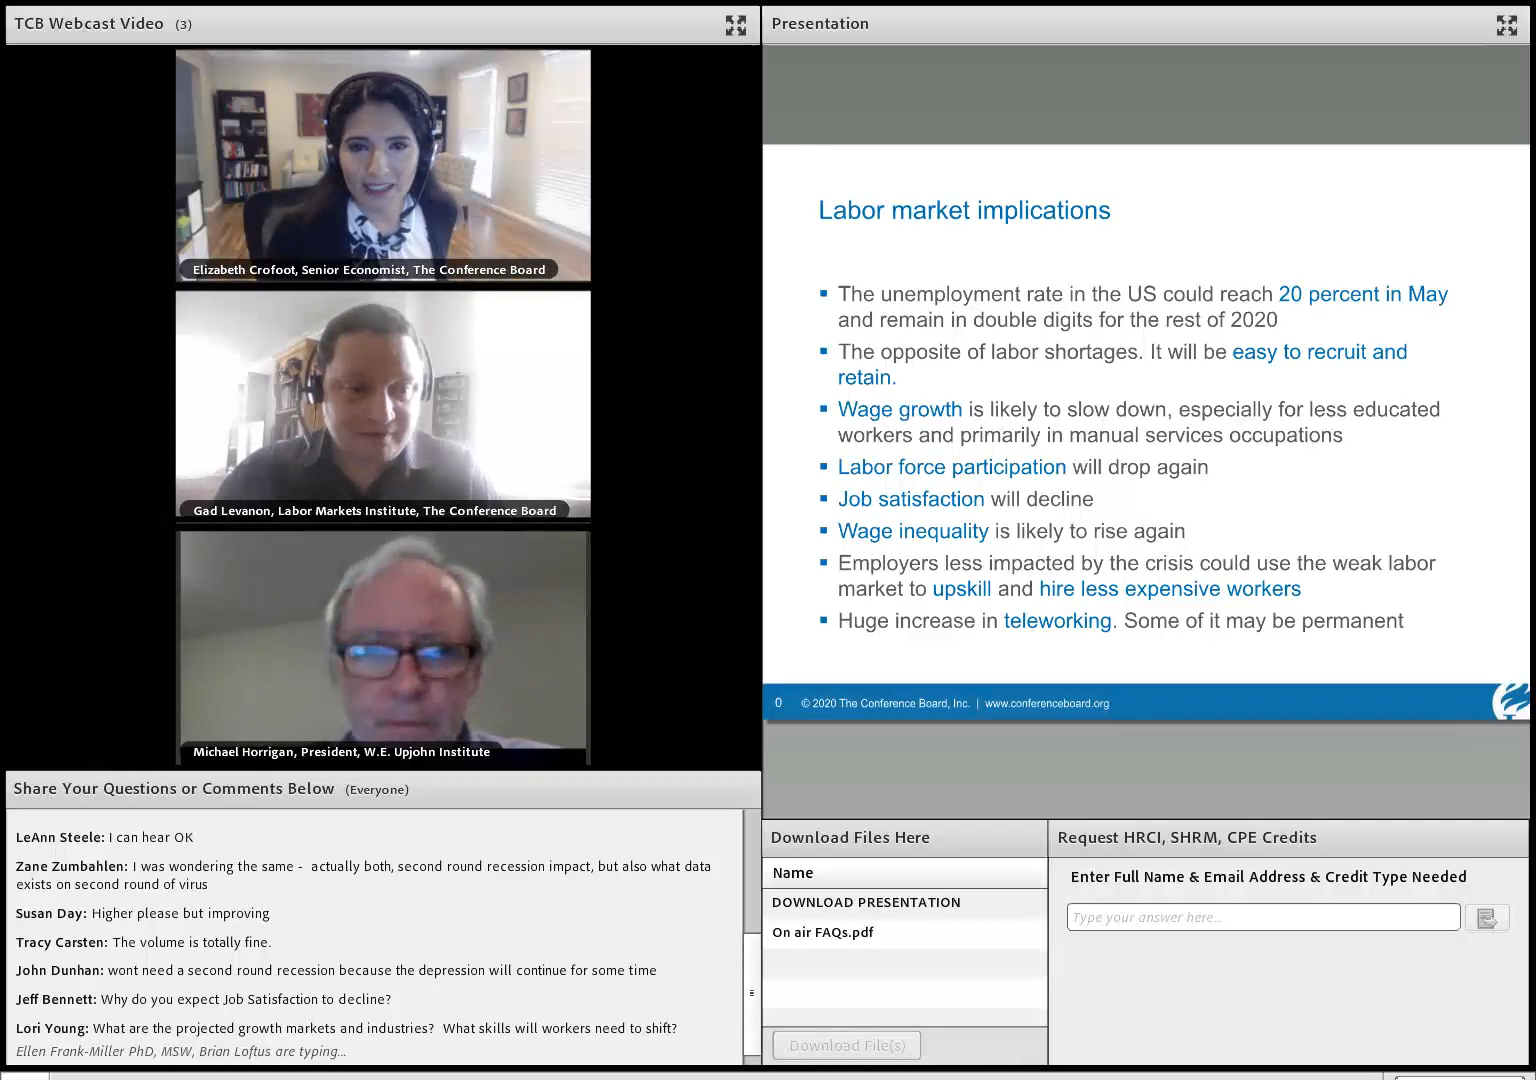 TCB Webcast Video (3)
Elizabeth Crofoot, Senior Economist, The Conference Board
Gad Levanon, Labor Markets Institute, The Conference Board
Michael Horrigan, President, W.E. Upjohn Institute
Share Your Questions or Comments Below (Everyone)
LeAnn Steele: I can hear OK
Zane Zumbahlen: I was wondering the same - actually both, second round recession impact, but also what data
exists on second round of virus
Susan Day: Higher please but improving
Tracy Carsten: The volume is totally fine.
John Dunhan: wont need a second round recession because the depression will continue for some time
Jeff Bennett: Why do you expect Job Satisfaction to decline?
Lori Young: What are the projected growth markets and industries? What skills will workers need to shift?
Ellen Frank-Miller PhD, MSW, Brian Loftus are typing...
Presentation
Labor market implications
▪ The unemployment rate in the US could reach 20 percent in May
and remain in double digits for the rest of 2020
▪ The opposite of labor shortages. It will be easy to recruit and
retain.
▪ Wage growth is likely to slow down, especially for less educated
workers and primarily in manual services occupations
▪ Labor force participation will drop again
▪ Job satisfaction will decline
▪ Wage inequality is likely to rise again
▪ Employers less impacted by the crisis could use the weak labor
market to upskill and hire less expensive workers
▪ Huge increase in teleworking. Some of it may be permanent
0 © 2020 The Conference Board, Inc. | www.conferenceboard.org
Download Files Here
Name
DOWNLOAD PRESENTATION
On air FAQs.pdf
Download File(s)
Request HRCI, SHRM, CPE Credits
Enter Full Name & Email Address & Credit Type Needed
Type your answer here...